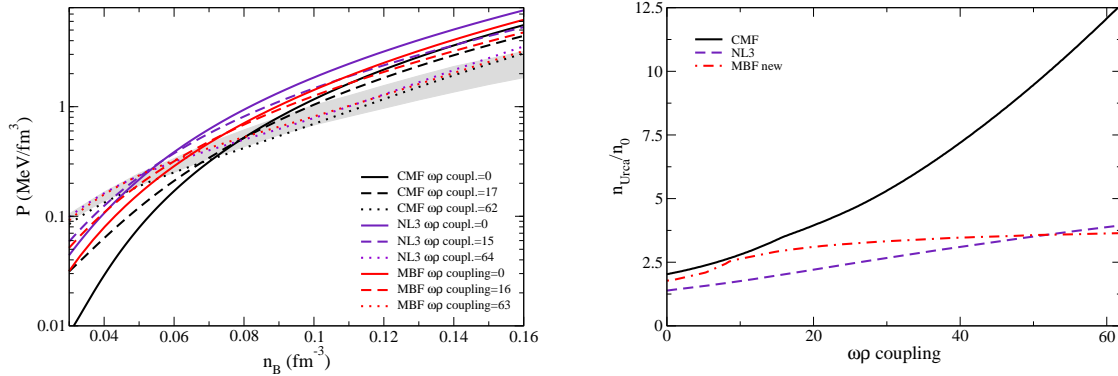 P (MeV/fm³)
1
0.1
0.01
0.04
0.06
0.08
0.1
0.12
0.14
0.16
n_B (fm⁻³)
CMF ωρ coupl.=0
CMF ωρ coupl.=17
CMF ωρ coupl.=62
NL3 ωρ coupl.=0
NL3 ωρ coupl.=15
NL3 ωρ coupl.=64
MBF ωρ coupling=0
MBF ωρ coupling=16
MBF ωρ coupling=63
n_Urca/n_0
12.5
10
7.5
5
2.5
0
0
20
40
60
ωρ coupling
CMF
NL3
MBF new